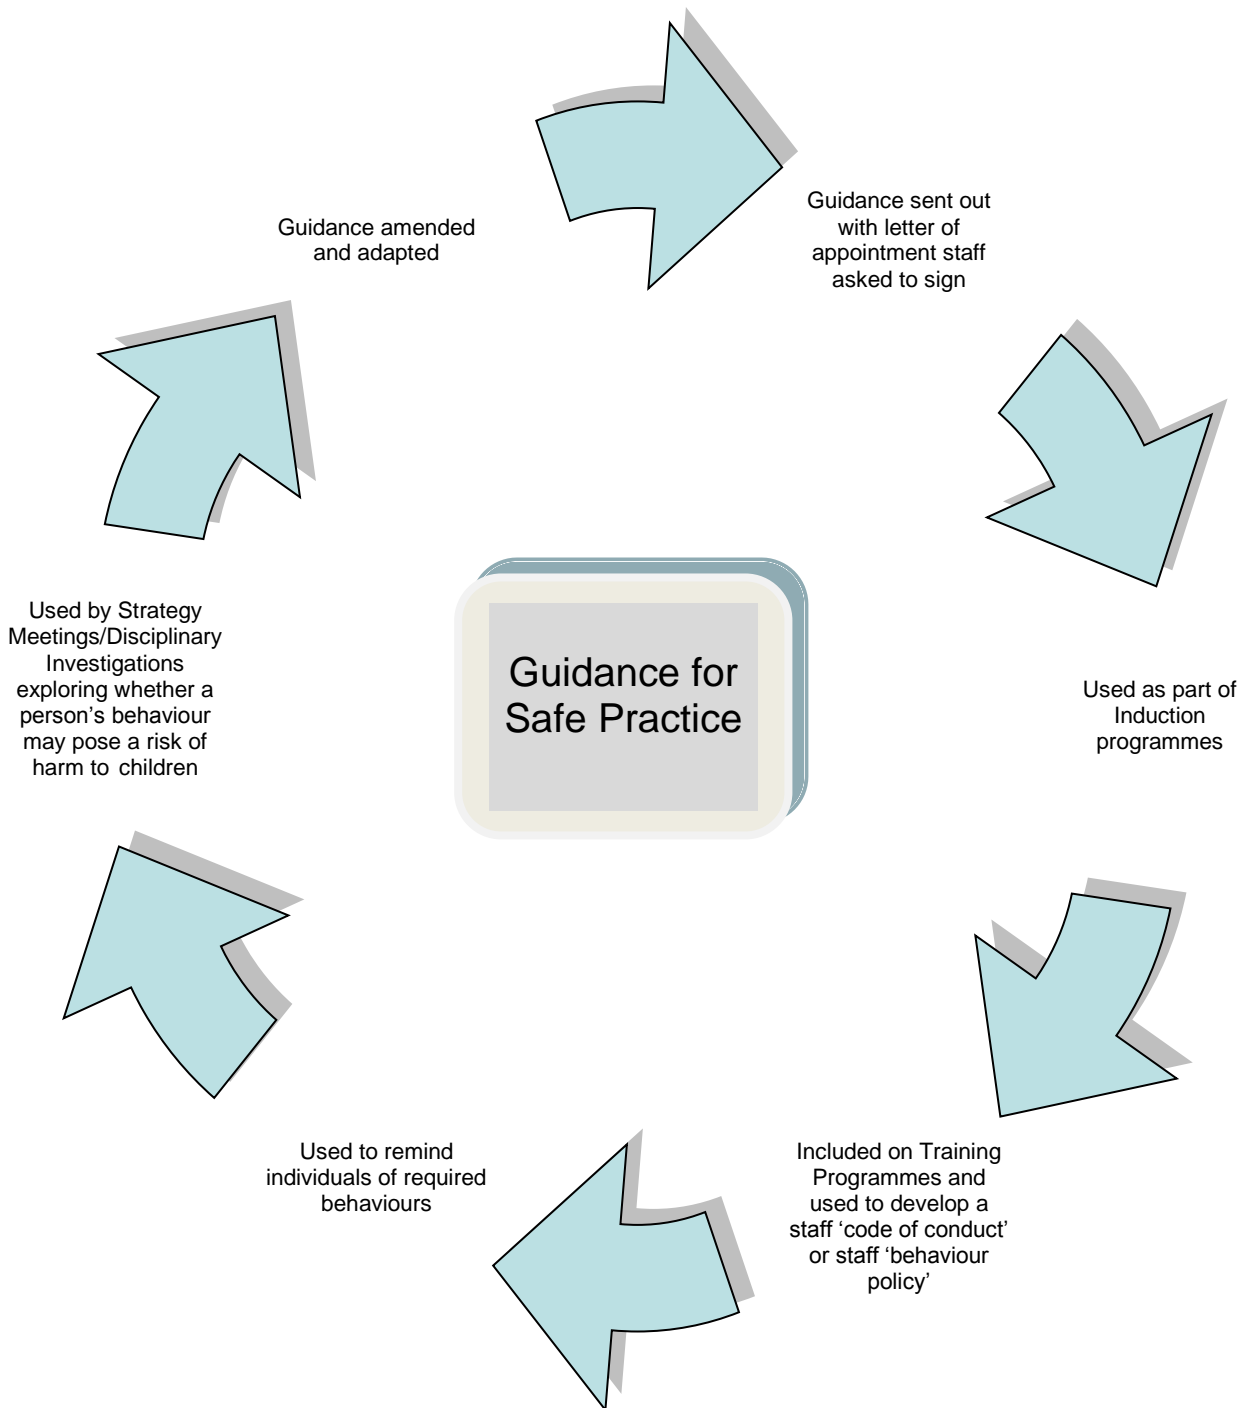 Guidance amended
and adapted
Guidance sent out
with letter of
appointment staff
asked to sign
Used by Strategy
Meetings/Disciplinary
Investigations
exploring whether a
person’s behaviour
may pose a risk of
harm to children
Guidance for
Safe Practice
Used as part of
Induction
programmes
Used to remind
individuals of required
behaviours
Included on Training
Programmes and
used to develop a
staff ‘code of conduct’
or staff ‘behaviour
policy’